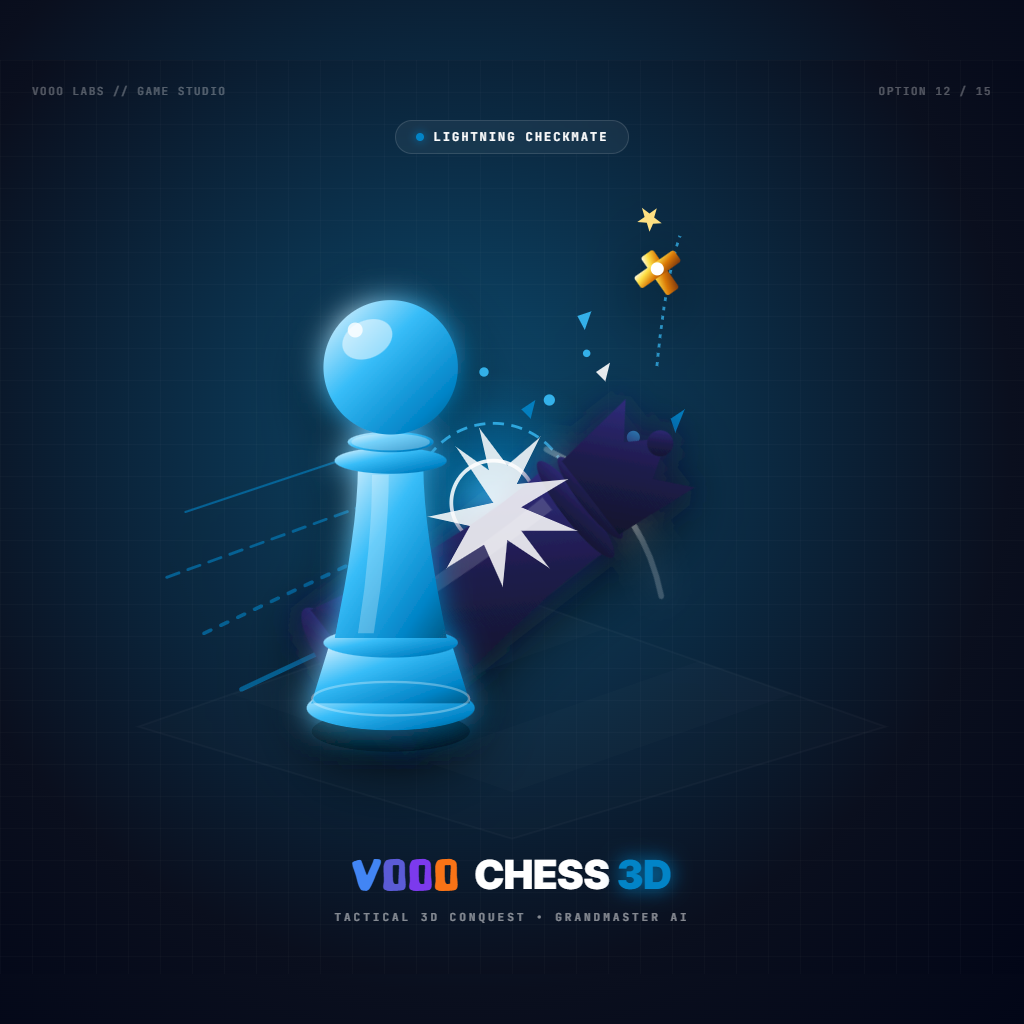 VOOO LABS // GAME STUDIO
OPTION 12 / 15
LIGHTNING CHECKMATE
VOOO CHESS 3D
TACTICAL 3D CONQUEST • GRANDMASTER AI